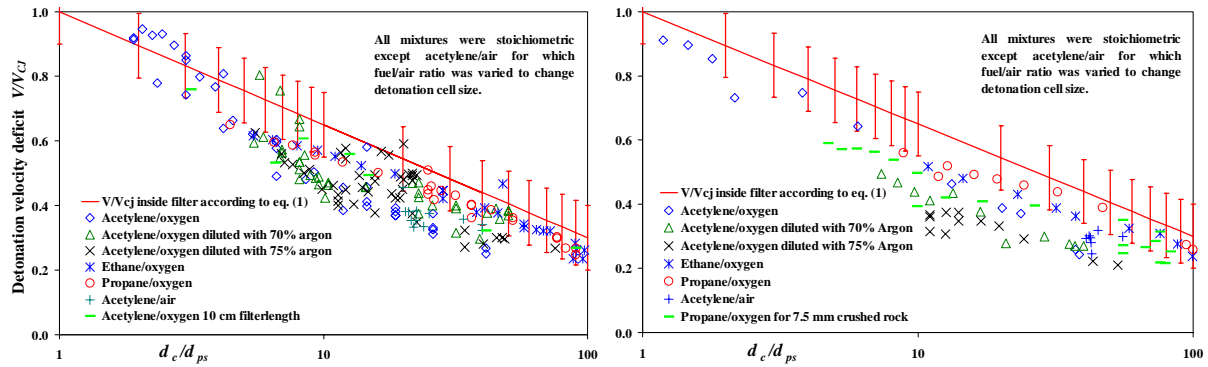 Detonation velocity deficit V/V_CJ
1.0
0.8
0.6
0.4
0.2
0.0
All mixtures were stoichiometric
except acetylene/air for which
fuel/air ratio was varied to change
detonation cell size.
V/Vcj inside filter according to eq. (1)
Acetylene/oxygen
Acetylene/oxygen diluted with 70% argon
Acetylene/oxygen diluted with 75% argon
Ethane/oxygen
Propane/oxygen
Acetylene/air
Acetylene/oxygen 10 cm filterlength
1 d_c/d_ps 10 100
1.0
0.8
0.6
0.4
0.2
0.0
All mixtures were stoichiometric
except acetylene/air for which
fuel/air ratio was varied to change
detonation cell size.
V/Vcj inside filter according to eq. (1)
Acetylene/oxygen
Acetylene/oxygen diluted with 70% Argon
Acetylene/oxygen diluted with 75% Argon
Ethane/oxygen
Propane/oxygen
Acetylene/air
Propane/oxygen for 7.5 mm crushed rock
1 d_c/d_ps 10 100